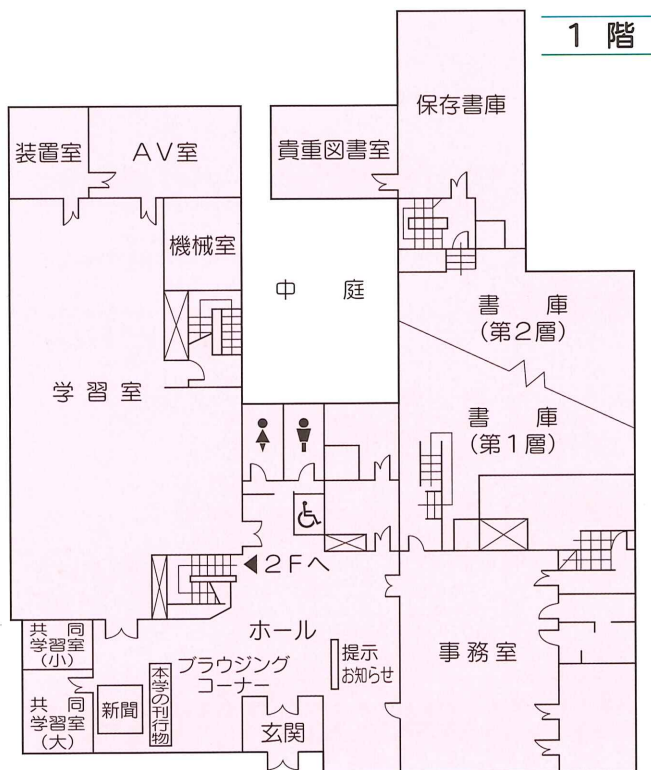 1 階
保存書庫
装置室
AV室
貴重図書室
機械室
中 庭
書 庫
(第2層)
学習室
書 庫
(第1層)
◀2Fへ
ホール
共 同
学習室
(小)
提示
お知らせ
事務室
ブラウジング
コーナー
本学の刊行物
新聞
共 同
学習室
(大)
玄関